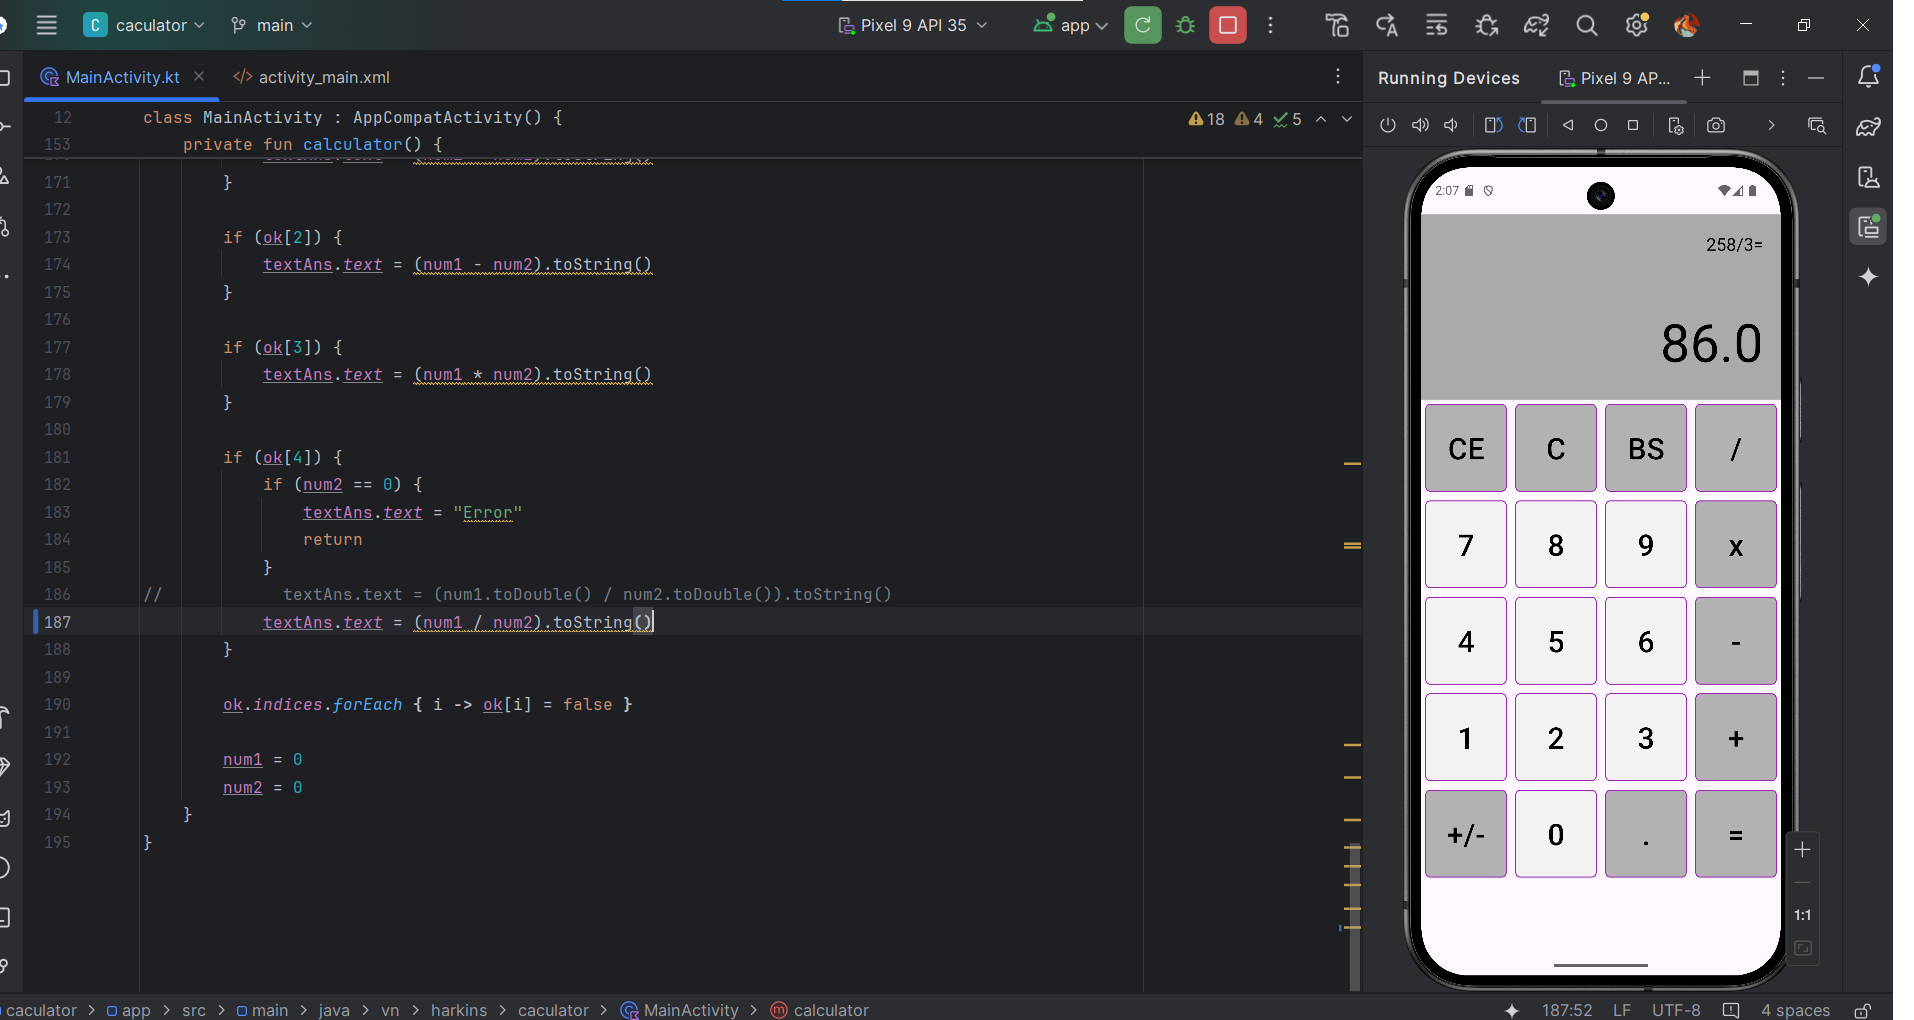 C caculator main Pixel 9 API 35 app
MainActivity.kt activity_main.xml
Running Devices Pixel 9 AP...
12 class MainActivity : AppCompatActivity() { 18 4 5
153 private fun calculator() {
171 }
172
173 if (ok[2]) {
174 textAns.text = (num1 - num2).toString()
175 }
176
177 if (ok[3]) {
178 textAns.text = (num1 * num2).toString()
179 }
180
181 if (ok[4]) {
182 if (num2 == 0) {
183 textAns.text = "Error"
184 return
185 }
186 // textAns.text = (num1.toDouble() / num2.toDouble()).toString()
187 textAns.text = (num1 / num2).toString()
188 }
189
190 ok.indices.forEach { i -> ok[i] = false }
191
192 num1 = 0
193 num2 = 0
194 }
195 }
2:07
258/3=
86.0
CE C BS /
7 8 9 x
4 5 6 -
1 2 3 +
+/- 0 . =
1:1
caculator > app > src > main > java > vn > harkins > caculator > MainActivity > m calculator
187:52 LF UTF-8 4 spaces